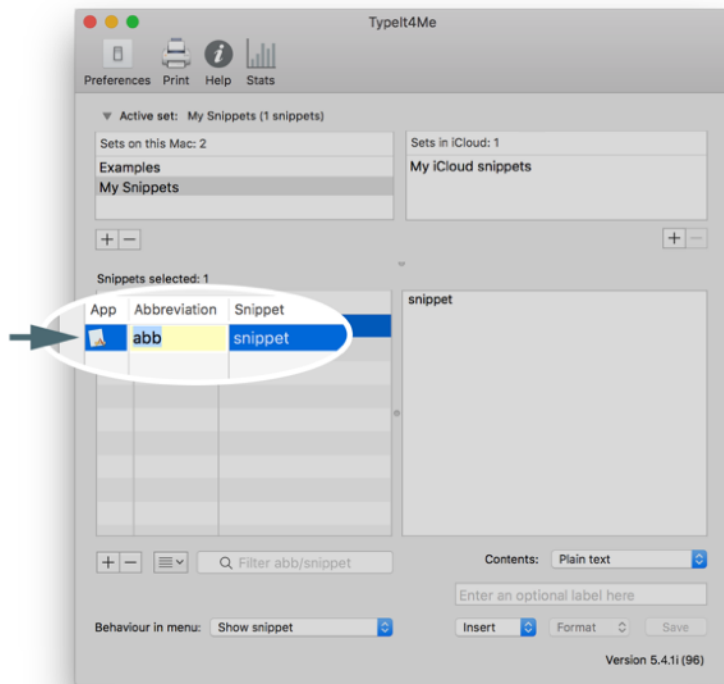 TypeIt4Me
Preferences Print Help Stats
Active set: My Snippets (1 snippets)
Sets on this Mac: 2
Examples
My Snippets
Sets in iCloud: 1
My iCloud snippets
Snippets selected: 1
App Abbreviation Snippet
abb snippet
snippet
Filter abb/snippet
Contents: Plain text
Enter an optional label here
Behaviour in menu: Show snippet
Insert Format Save
Version 5.4.1i (96)